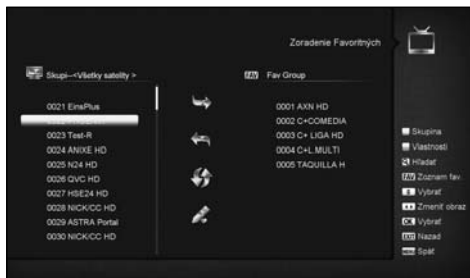 Zoradenie Favoritných
Skupi--<Všetky satelity >
FAV Fav Group
0021 EinsPlus
0023 Test-R
0024 ANIXE HD
0025 N24 HD
0026 QVC HD
0027 HSE24 HD
0028 NICK/CC HD
0029 ASTRA Portal
0030 NICK/CC HD
0001 AXN HD
0002 C+COMEDIA
0003 C+ LIGA HD
0004 C+L.MULTI
0005 TAQUILLA H
Skupina
Vlastnosti
Hľadať
FAV Zoznam fav.
Vybrať
Zmeniť obraz
OK Vybrať
EXIT Nazad
MENU Späť